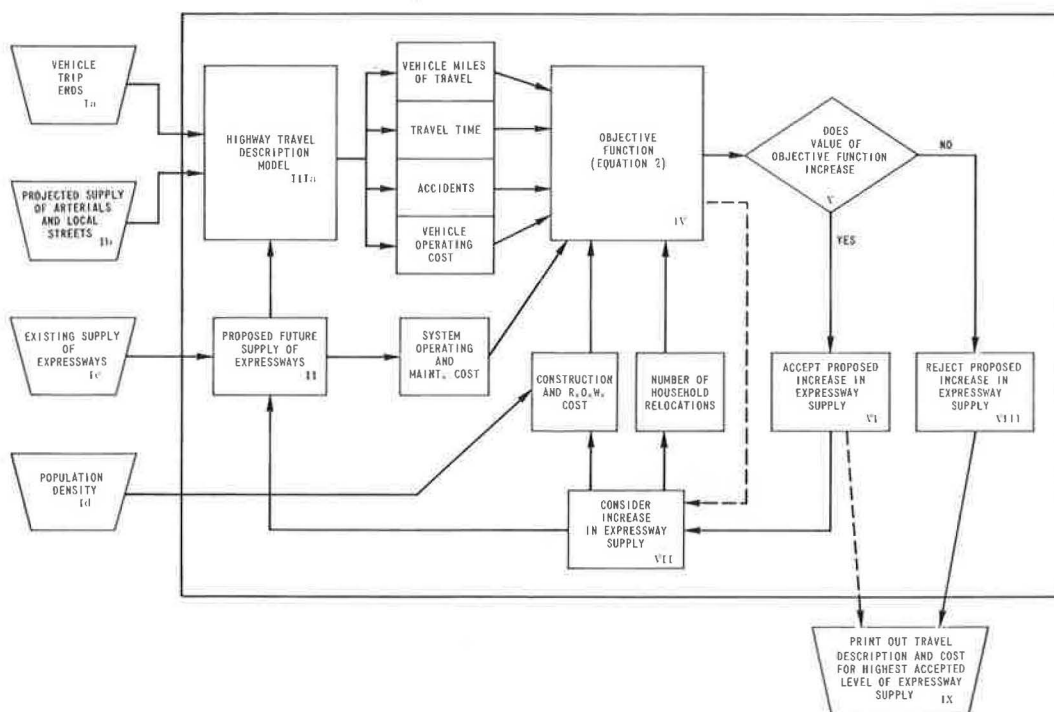 VEHICLE
TRIP
ENDS
Ia
PROJECTED SUPPLY
OF ARTERIALS
AND LOCAL
STREETS
Ib
EXISTING SUPPLY
OF
EXPRESSWAYS
Ic
POPULATION
DENSITY
Id
HIGHWAY TRAVEL
DESCRIPTION
MODEL
IIIa
PROPOSED FUTURE
SUPPLY OF
EXPRESSWAYS
II
VEHICLE MILES
OF TRAVEL
TRAVEL TIME
ACCIDENTS
VEHICLE
OPERATING
COST
SYSTEM
OPERATING
AND
MAINT. COST
OBJECTIVE
FUNCTION
(EQUATION 2)
IV
CONSTRUCTION
AND R.O.W.
COST
NUMBER OF
HOUSEHOLD
RELOCATIONS
CONSIDER
INCREASE
IN EXPRESSWAY
SUPPLY
VII
DOES
VALUE OF
OBJECTIVE FUNCTION
INCREASE
V
NO
YES
ACCEPT PROPOSED
INCREASE IN
EXPRESSWAY
SUPPLY
VI
REJECT PROPOSED
INCREASE IN
EXPRESSWAY
SUPPLY
VIII
PRINT OUT TRAVEL
DESCRIPTION AND COST
FOR HIGHEST ACCEPTED
LEVEL OF EXPRESSWAY
SUPPLY
IX